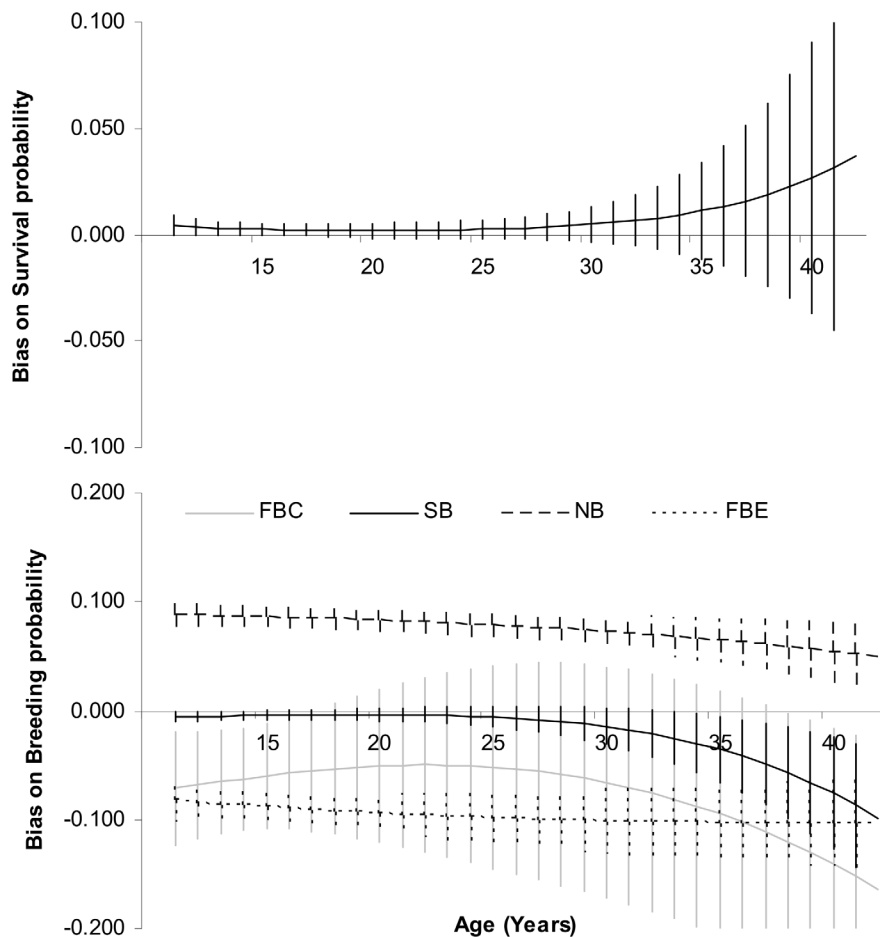 Bias on Survival probability
0.100
0.050
0.000
-0.050
-0.100
15 20 25 30 35 40
Bias on Breeding probability
0.200
0.100
0.000
-0.100
-0.200
FBC SB NB FBE
15 20 25 30 35 40
Age (Years)